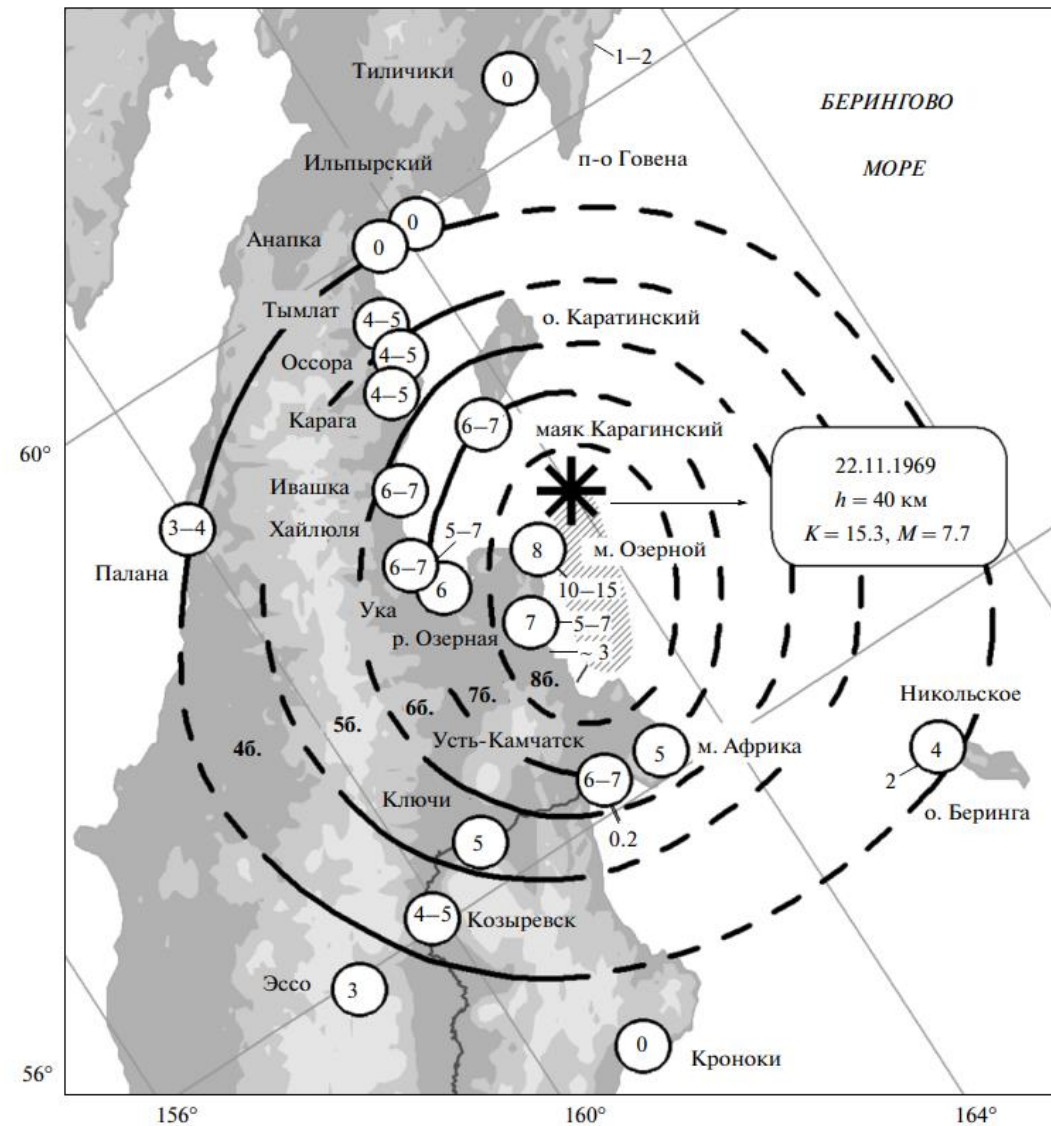 1–2
Тиличики
0
БЕРИНГОВО
МОРЕ
Ильпырский
п-о Говена
0
Анапка
0
Тымлат
4–5
о. Каратинский
Оссора
4–5
4–5
Карага
6–7
маяк Карагинский
60°
22.11.1969
h = 40 км
K = 15.3, M = 7.7
Ивашка
6–7
Хайлюля
5–7
3–4
8
м. Озерной
Палана
6–7
6
10–15
Ука
р. Озерная
7
5–7
~ 3
8б.
7б.
6б.
5б.
4б.
Никольское
Усть-Камчатск
5
м. Африка
4
2
6–7
Ключи
о. Беринга
0.2
5
4–5
Козыревск
Эссо
3
0
Кроноки
56°
156°
160°
164°